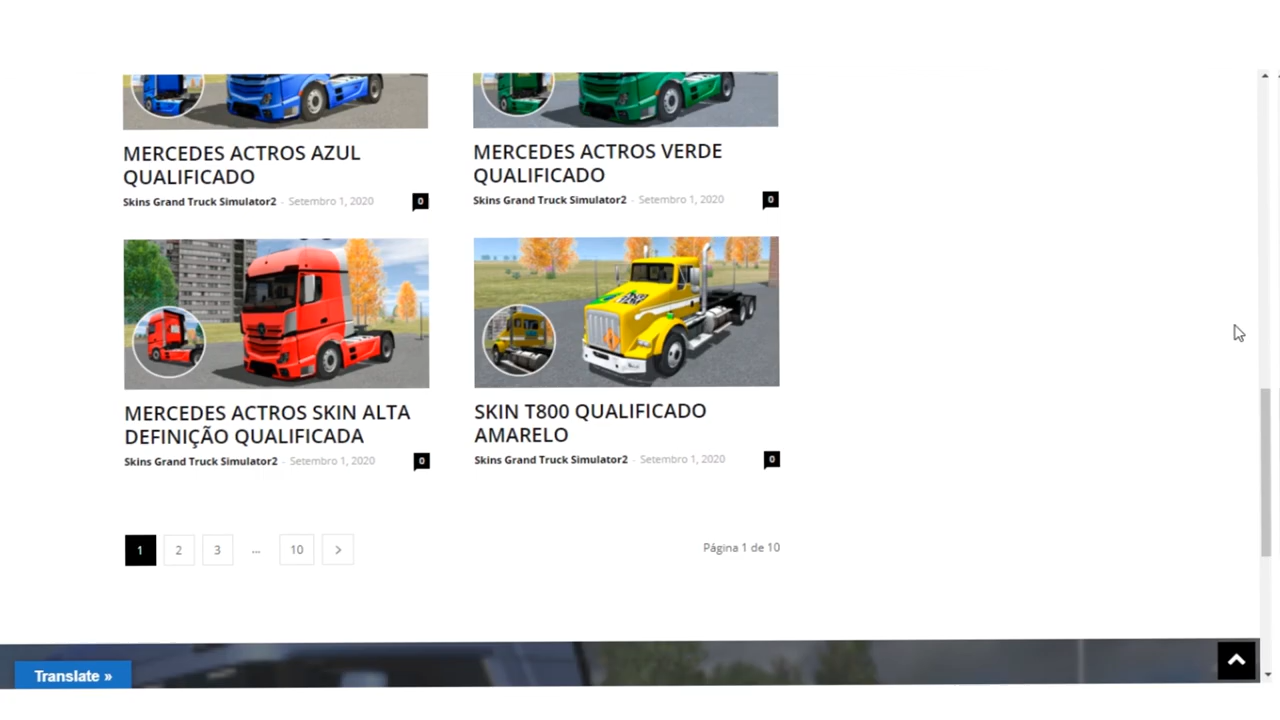 MERCEDES ACTROS AZUL
QUALIFICADO
Skins Grand Truck Simulator2 - Setembro 1, 2020
0
MERCEDES ACTROS VERDE
QUALIFICADO
Skins Grand Truck Simulator2 - Setembro 1, 2020
0
MERCEDES ACTROS SKIN ALTA
DEFINIÇÃO QUALIFICADA
Skins Grand Truck Simulator2 - Setembro 1, 2020
0
SKIN T800 QUALIFICADO
AMARELO
Skins Grand Truck Simulator2 - Setembro 1, 2020
0
1 2 3 ... 10
Página 1 de 10
Translate »